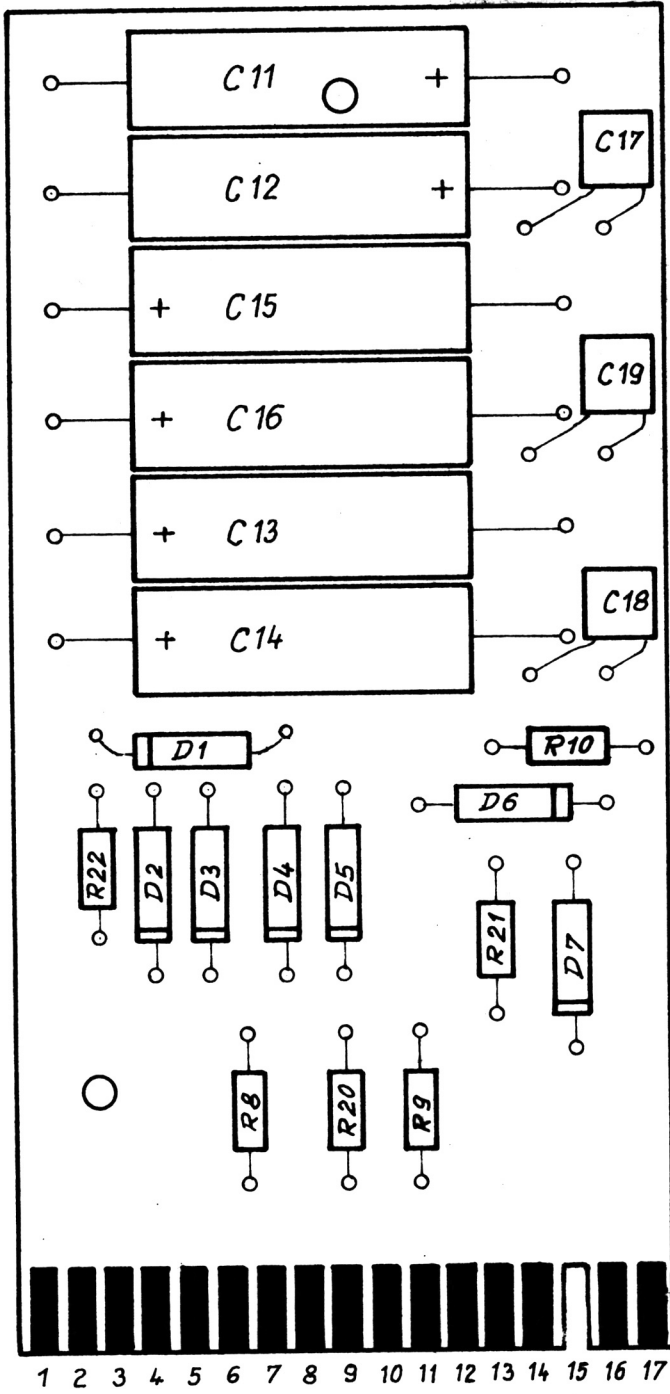 C11 +
C17
C12 +
+ C15
C19
+ C16
+ C13
C18
+ C14
D1
R10
D6
R22 D2 D3 D4 D5
R21 D7
R8 R20 R9
1 2 3 4 5 6 7 8 9 10 11 12 13 14 15 16 17